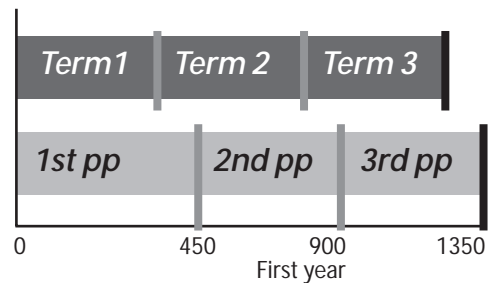 Term1 Term 2 Term 3
1st pp 2nd pp 3rd pp
0 450 900 1350
First year